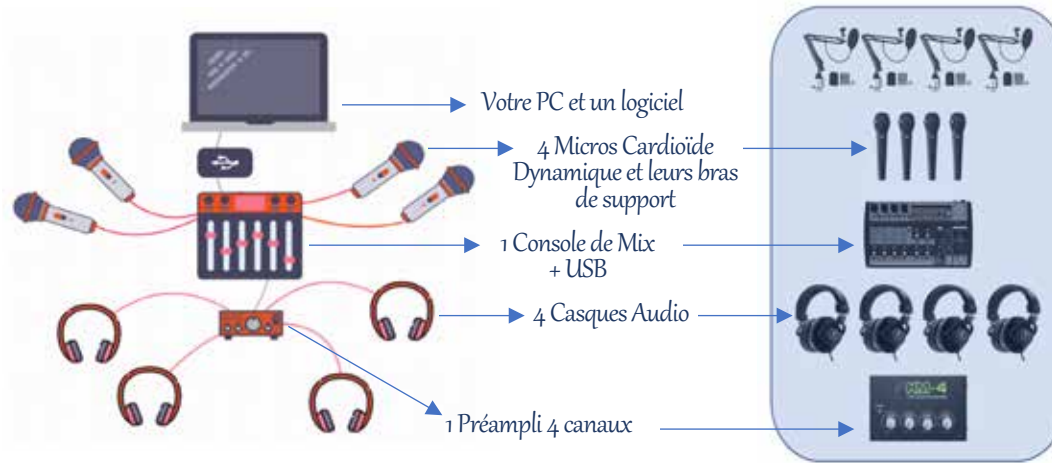 Votre PC et un logiciel
4 Micros Cardioïde
Dynamique et leurs bras
de support
1 Console de Mix
+ USB
4 Casques Audio
1 Préampli 4 canaux